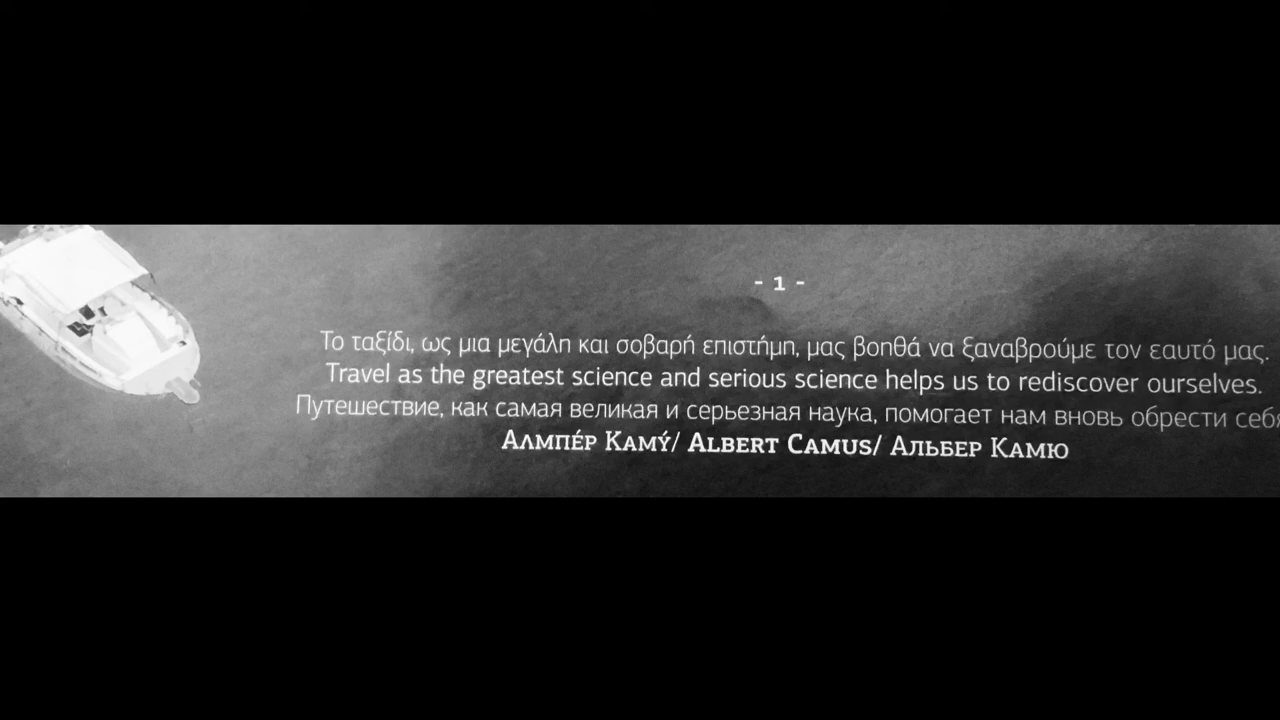 - 1 -
Το ταξίδι, ως μια μεγάλη και σοβαρή επιστήμη, μας βοηθά να ξαναβρούμε τον εαυτό μας.
Travel as the greatest science and serious science helps us to rediscover ourselves.
Путешествие, как самая великая и серьезная наука, помогает нам вновь обрести себя
Αλμπέρ Καμύ/ Albert Camus/ Альбер Камю